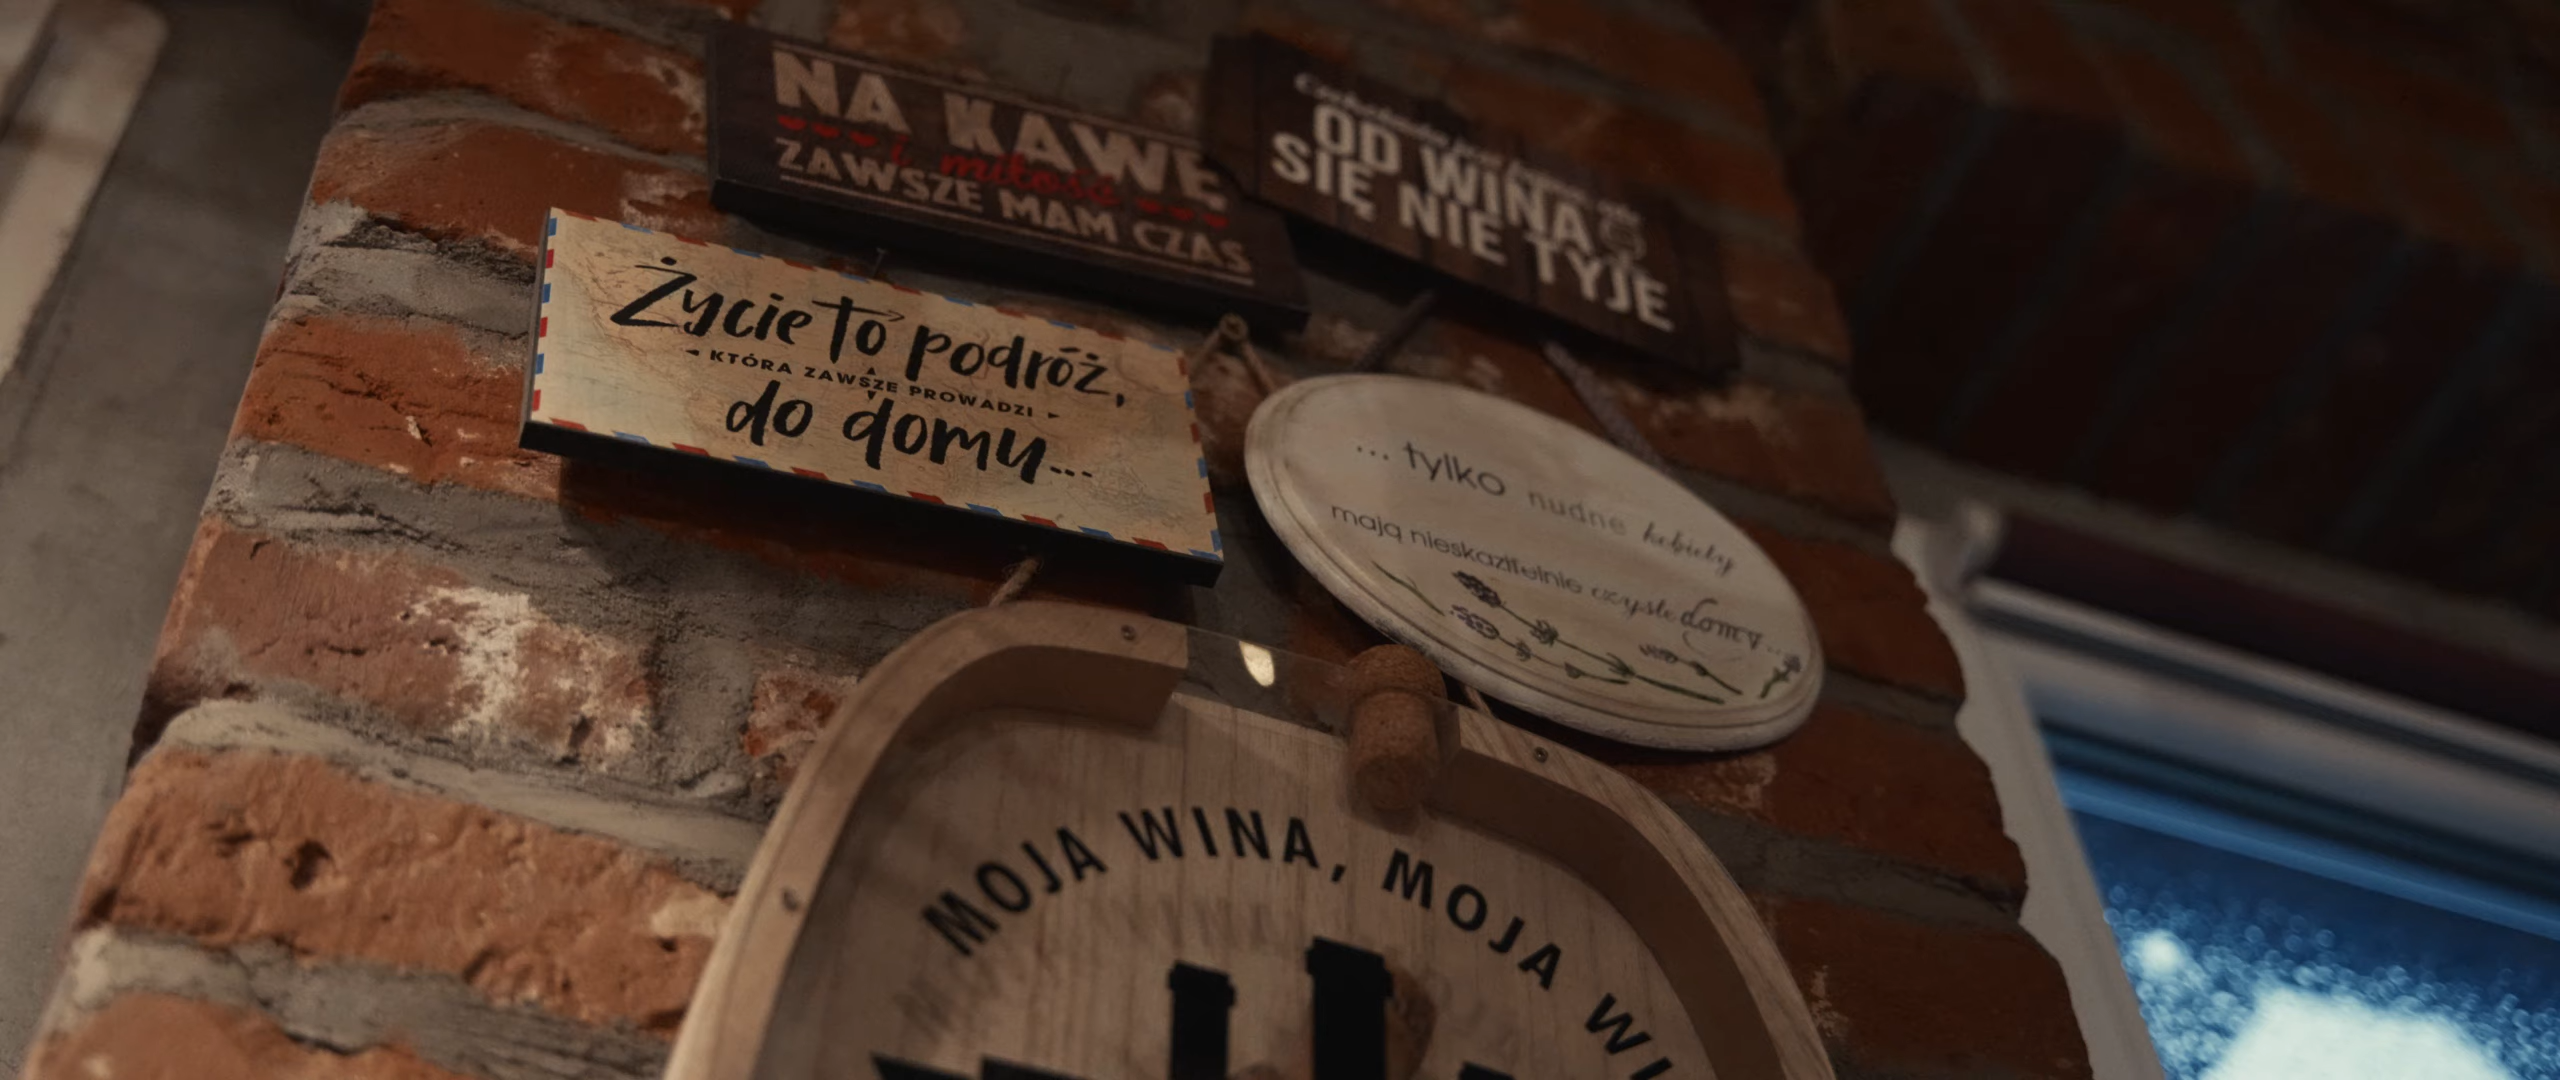 NA KAWĘ
i miłość
ZAWSZE MAM CZAS
OD WINA
SIĘ NIE TYJE
Życie to podróż,
KTÓRA ZAWSZE PROWADZI
do domu...
... tylko nudne kobiety
mają nieskazitelnie czyste domy...
MOJA WINA, MOJA WI